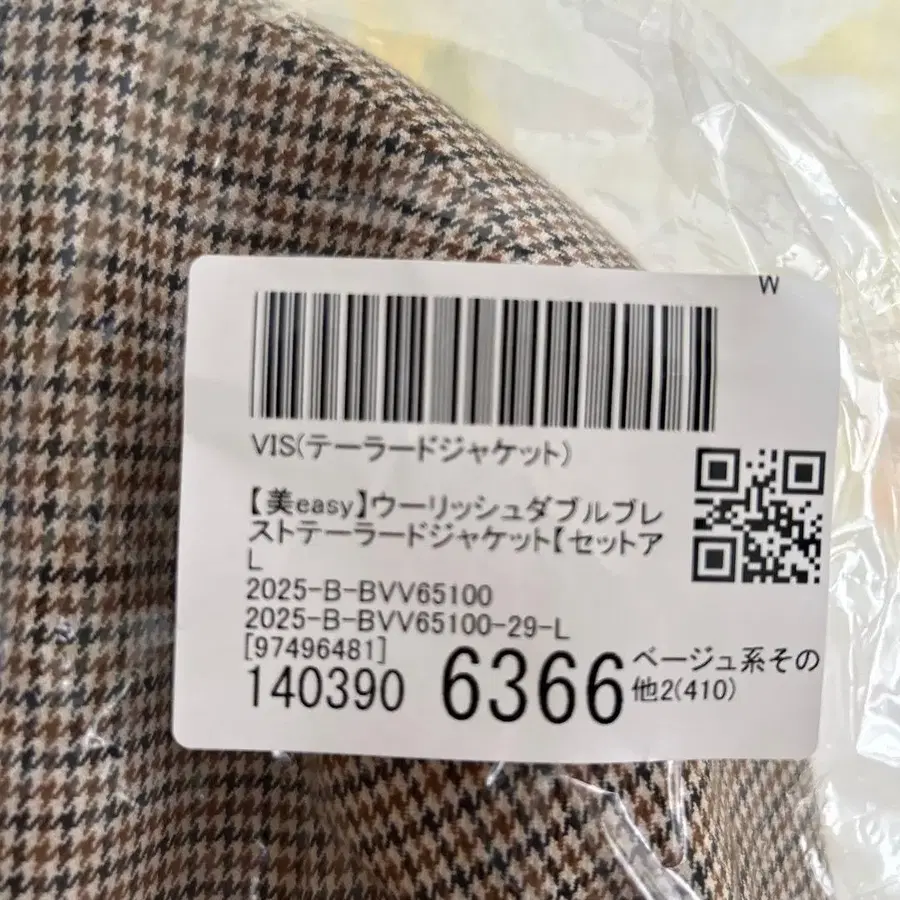 W
VIS(テーラードジャケット)
【美easy】ウーリッシュダブルブレ
ストテーラードジャケット【セットア
L
2025-B-BVV65100
2025-B-BVV65100-29-L
[97496481]
140390 6366
ベージュ系その
他2(410)